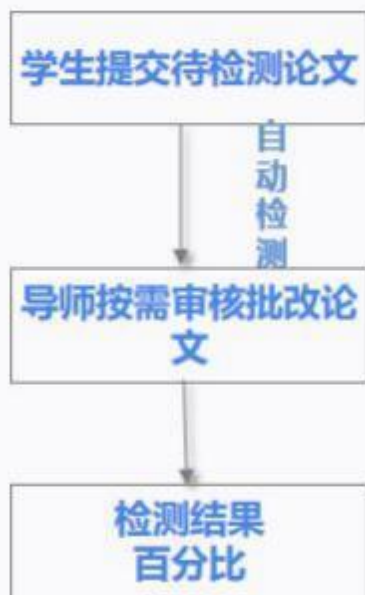 学生提交待检测论文
自动检测
导师按需审核批改论
文
检测结果
百分比